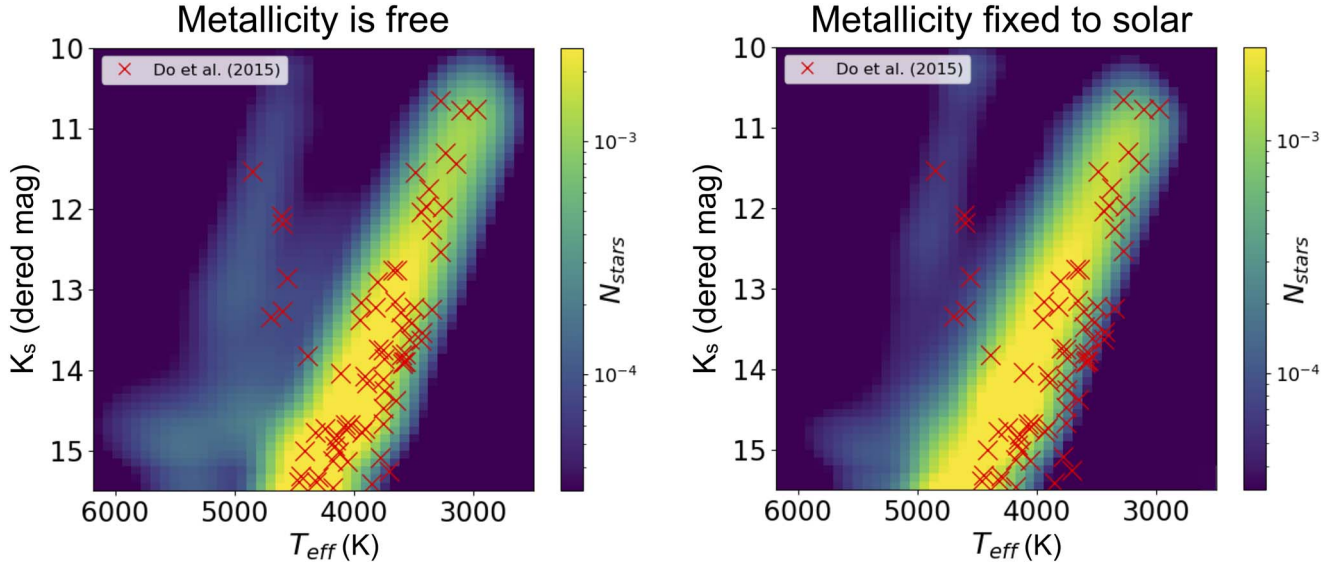 Metallicity is free
Metallicity fixed to solar
Do et al. (2015)
10
11
12
13
14
15
Ks (dered mag)
6000 5000 4000 3000
Teff (K)
10⁻³
10⁻⁴
Nstars
Do et al. (2015)
10
11
12
13
14
15
Ks (dered mag)
6000 5000 4000 3000
Teff (K)
10⁻³
10⁻⁴
Nstars